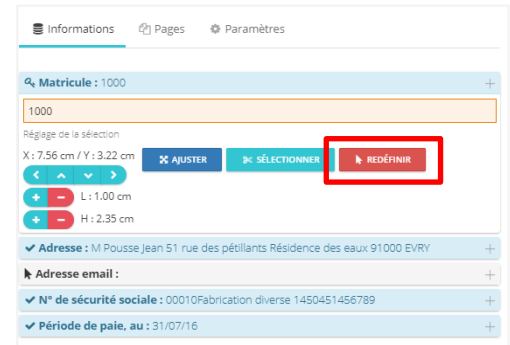 Informations Pages Paramètres
Matricule : 1000
1000
Réglage de la sélection
X : 7.56 cm / Y : 3.22 cm AJUSTER SÉLECTIONNER REDÉFINIR
L : 1.00 cm
H : 2.35 cm
Adresse : M Pousse Jean 51 rue des pétillants Résidence des eaux 91000 EVRY
Adresse email :
N° de sécurité sociale : 00010Fabrication diverse 1450451456789
Période de paie, au : 31/07/16